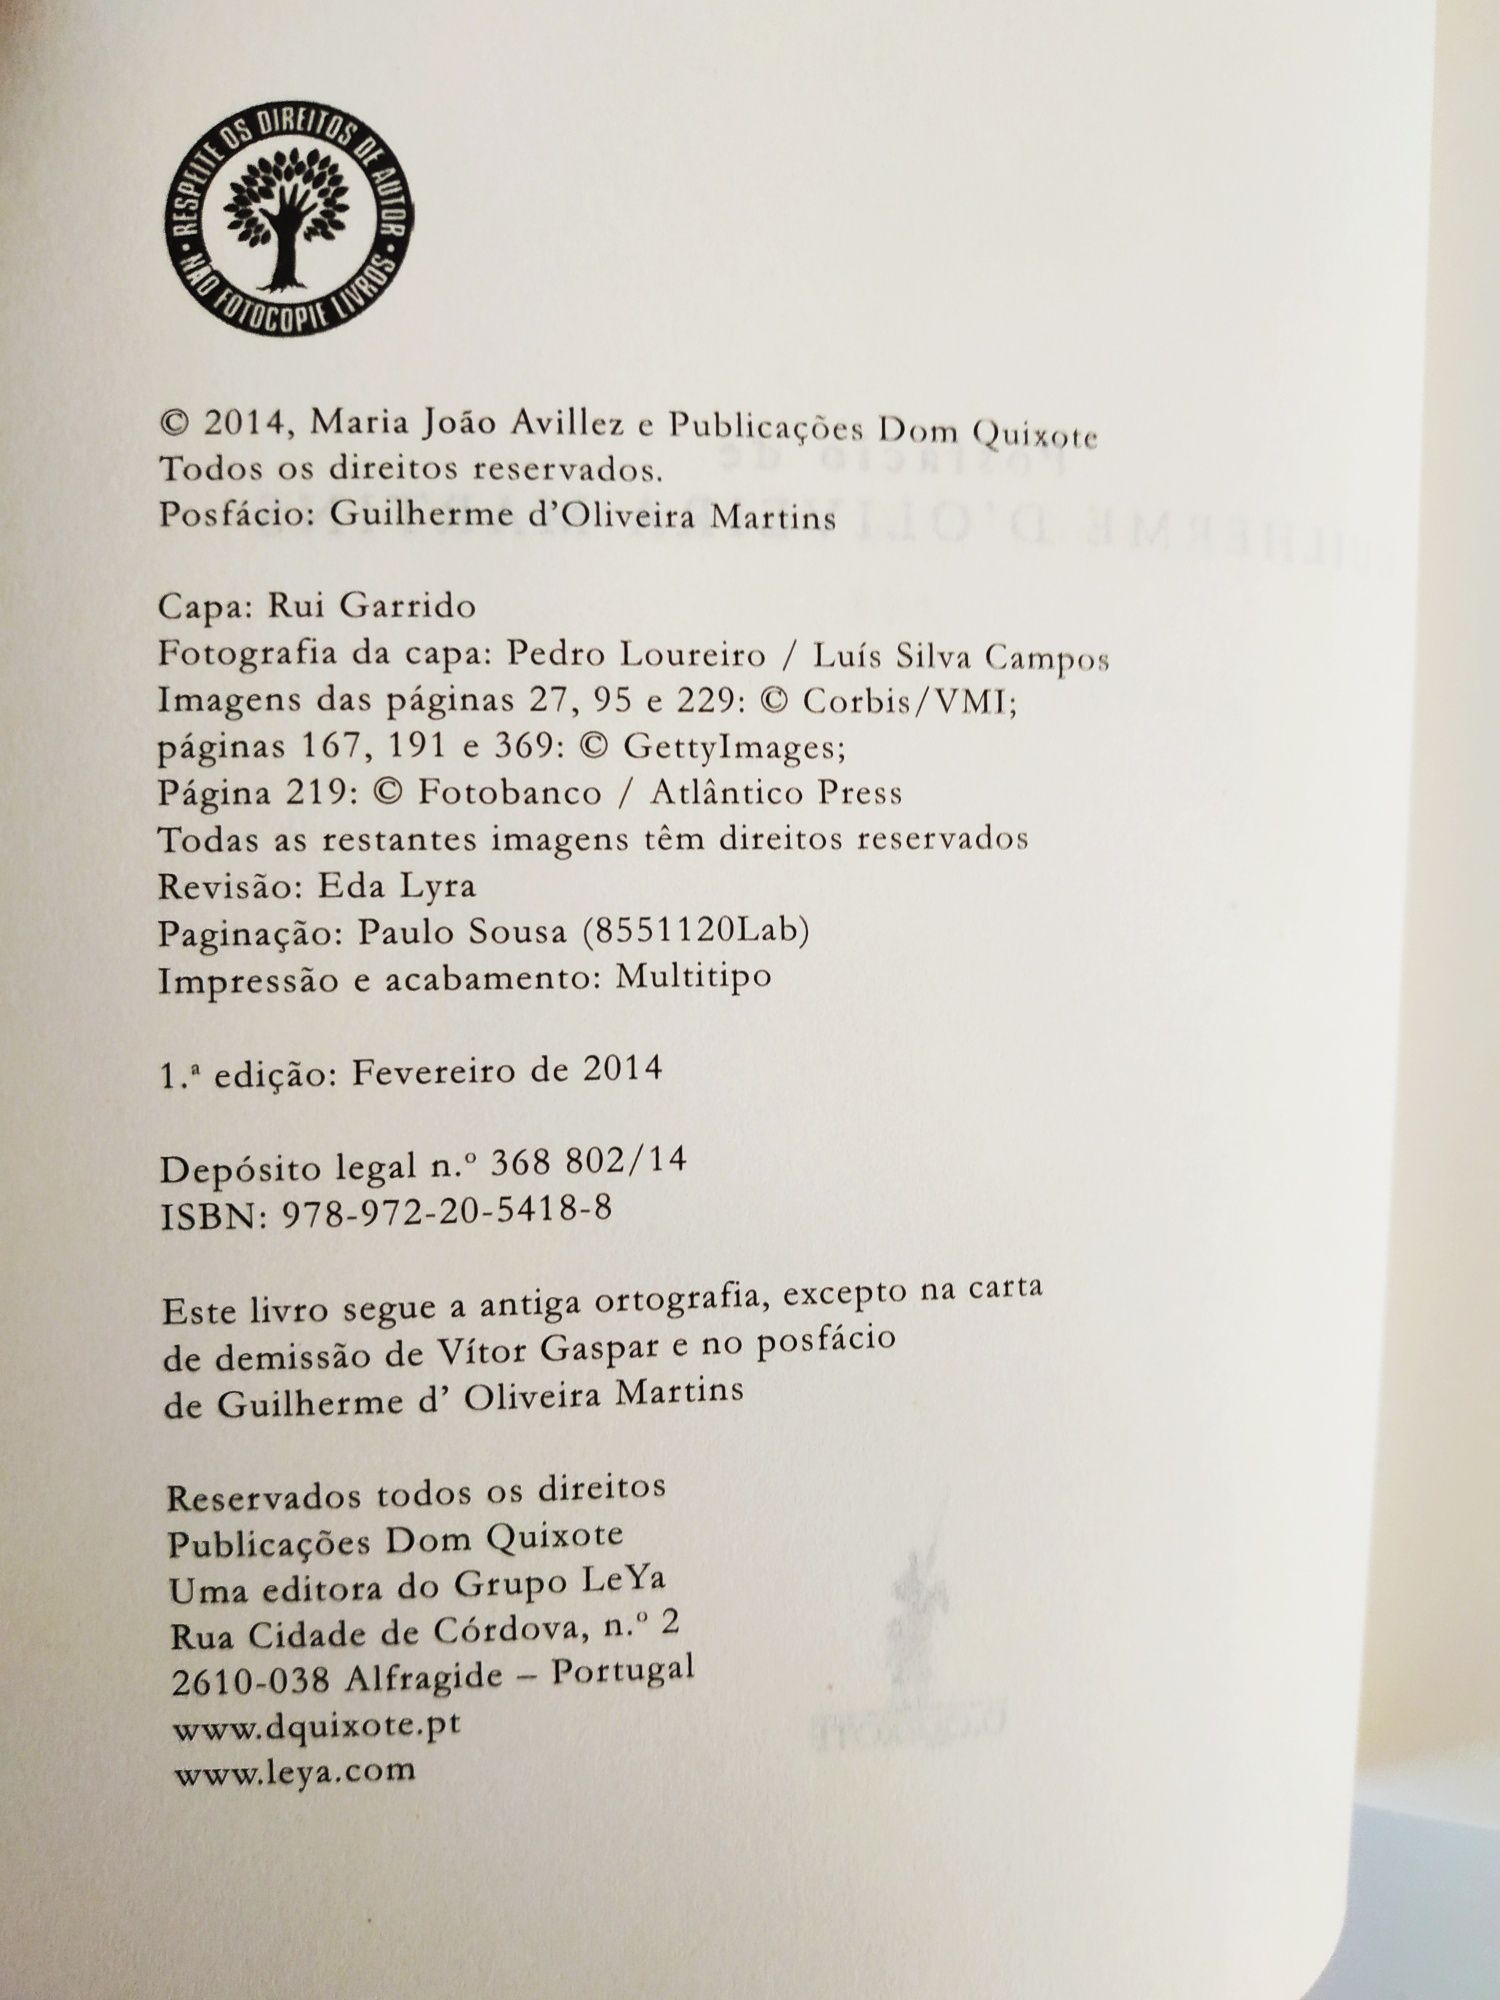 RESPEITE OS DIREITOS DE AUTOR
NÃO FOTOCOPIE LIVROS
© 2014, Maria João Avillez e Publicações Dom Quixote
Todos os direitos reservados.
Posfácio: Guilherme d’Oliveira Martins
Capa: Rui Garrido
Fotografia da capa: Pedro Loureiro / Luís Silva Campos
Imagens das páginas 27, 95 e 229: © Corbis/VMI;
páginas 167, 191 e 369: © GettyImages;
Página 219: © Fotobanco / Atlântico Press
Todas as restantes imagens têm direitos reservados
Revisão: Eda Lyra
Paginação: Paulo Sousa (8551120Lab)
Impressão e acabamento: Multitipo
1.ª edição: Fevereiro de 2014
Depósito legal n.º 368 802/14
ISBN: 978-972-20-5418-8
Este livro segue a antiga ortografia, excepto na carta
de demissão de Vítor Gaspar e no posfácio
de Guilherme d’ Oliveira Martins
Reservados todos os direitos
Publicações Dom Quixote
Uma editora do Grupo LeYa
Rua Cidade de Córdova, n.º 2
2610-038 Alfragide – Portugal
www.dquixote.pt
www.leya.com